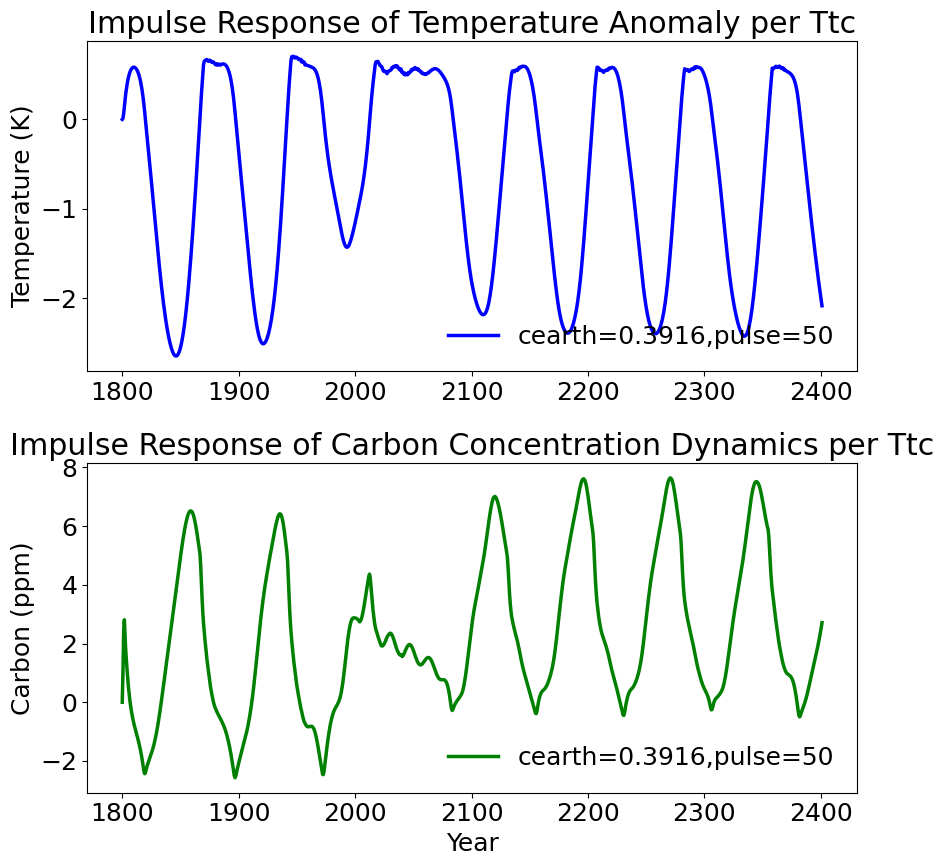 Impulse Response of Temperature Anomaly per Ttc
Temperature (K)
0
−1
−2
cearth=0.3916,pulse=50
1800 1900 2000 2100 2200 2300 2400
Impulse Response of Carbon Concentration Dynamics per Ttc
Carbon (ppm)
8
6
4
2
0
−2
cearth=0.3916,pulse=50
1800 1900 2000 2100 2200 2300 2400
Year